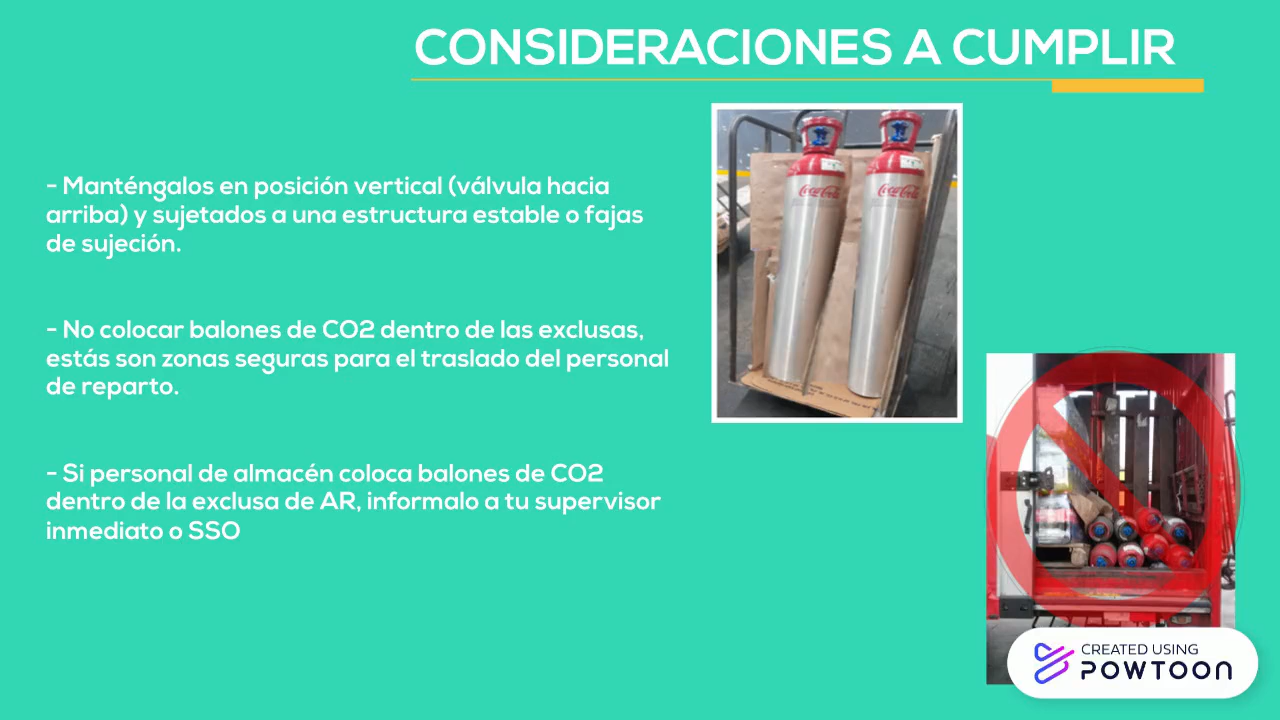 CONSIDERACIONES A CUMPLIR
- Manténgalos en posición vertical (válvula hacia
arriba) y sujetados a una estructura estable o fajas
de sujeción.
- No colocar balones de CO2 dentro de las exclusas,
estás son zonas seguras para el traslado del personal
de reparto.
- Si personal de almacén coloca balones de CO2
dentro de la exclusa de AR, informalo a tu supervisor
inmediato o SSO
Coca-Cola
Coca-Cola
CREATED USING
POWTOON